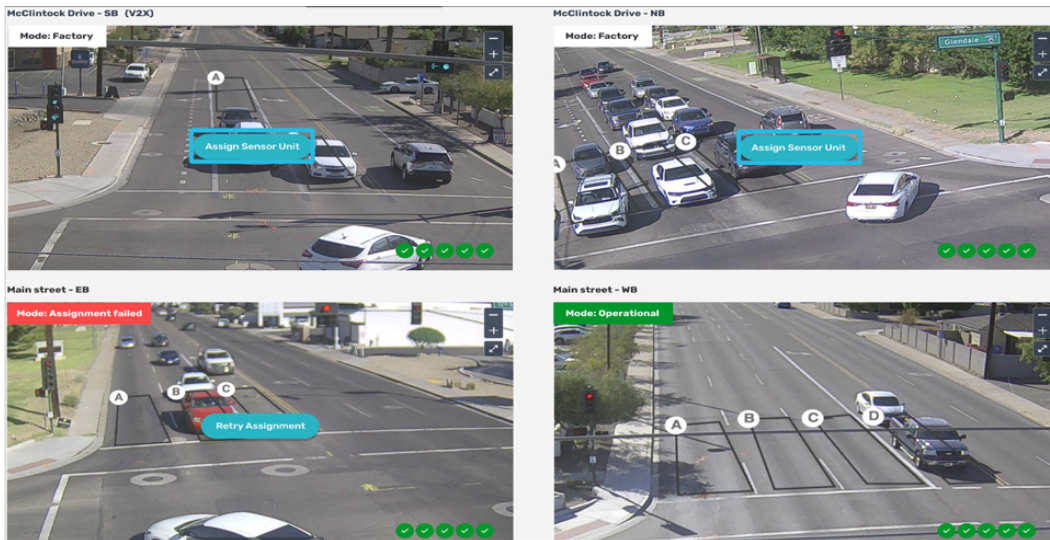 McClintock Drive - SB (V2X)
Mode: Factory
A
Assign Sensor Unit
McClintock Drive - NB
Mode: Factory
Glendale
A
B
C
Assign Sensor Unit
Main street - EB
Mode: Assignment failed
A
B
C
Retry Assignment
Main street - WB
Mode: Operational
A
B
C
D